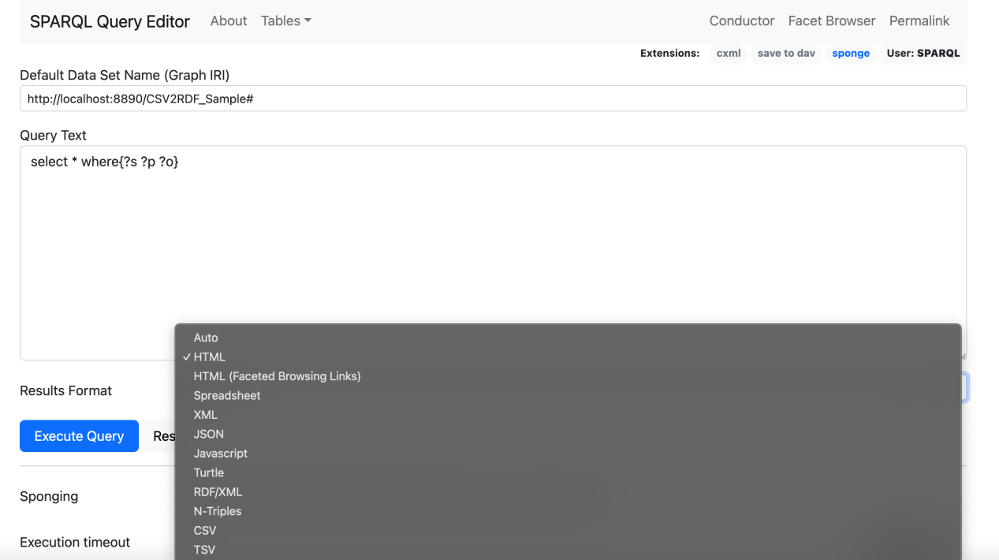 SPARQL Query Editor About Tables Conductor Facet Browser Permalink
Extensions: cxml save to dav sponge User: SPARQL
Default Data Set Name (Graph IRI)
http://localhost:8890/CSV2RDF_Sample#
Query Text
select * where{?s ?p ?o}
Auto
HTML
HTML (Faceted Browsing Links)
Results Format
Spreadsheet
XML
Execute Query Res
JSON
Javascript
Turtle
RDF/XML
Sponging
N-Triples
CSV
Execution timeout
TSV